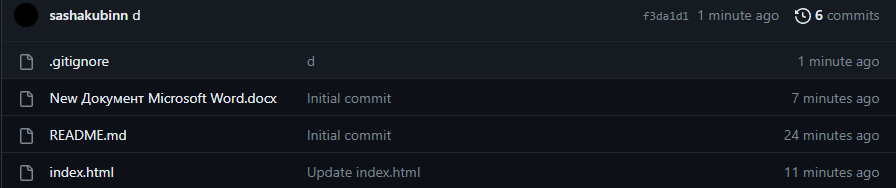 sashakubinn d f3da1d1 1 minute ago 6 commits
.gitignore d 1 minute ago
New Документ Microsoft Word.docx Initial commit 7 minutes ago
README.md Initial commit 24 minutes ago
index.html Update index.html 11 minutes ago